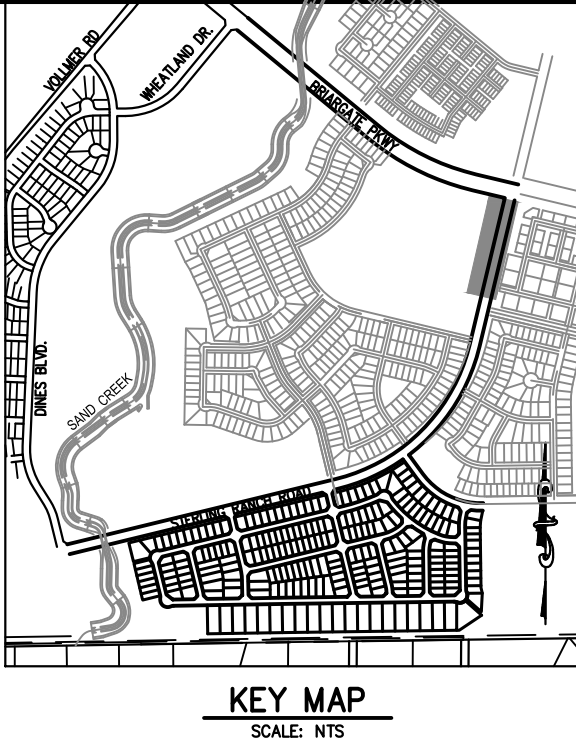 VOLLMER RD
WHEATLAND DR.
BRIARGATE PKWY
DINES BLVD.
SAND CREEK
STERLING RANCH ROAD
KEY MAP
SCALE: NTS